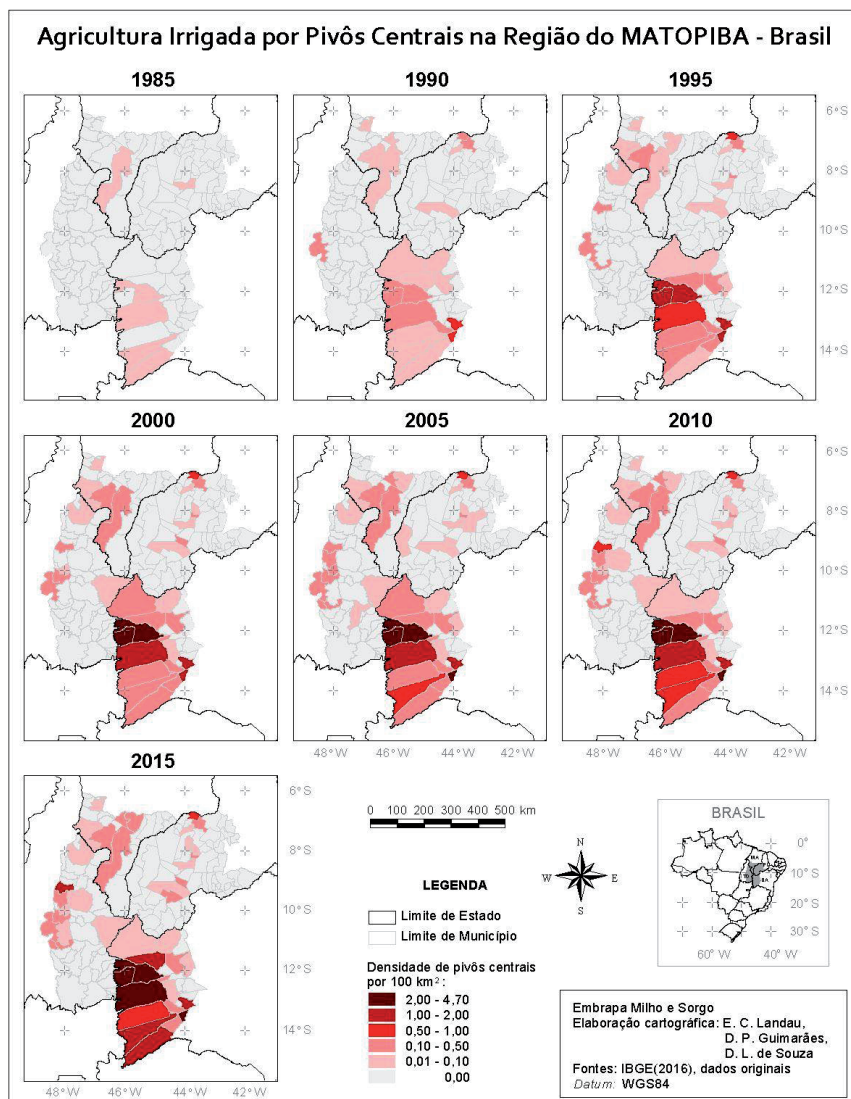 Agricultura Irrigada por Pivôs Centrais na Região do MATOPIBA - Brasil
1985
1990
1995
6° S
8° S
10° S
12° S
14° S
2000
2005
2010
6° S
8° S
10° S
12° S
14° S
48° W 46° W 44° W 42° W
48° W 46° W 44° W 42° W
2015
6° S
8° S
10° S
12° S
14° S
48° W 46° W 44° W 42° W
0 100 200 300 400 500 km
N
W E
S
BRASIL
0°
10° S
20° S
30° S
60° W 40° W
MA
BA
LEGENDA
Limite de Estado
Limite de Município
Densidade de pivôs centrais
por 100 km²:
2,00 - 4,70
1,00 - 2,00
0,50 - 1,00
0,10 - 0,50
0,01 - 0,10
0,00
Embrapa Milho e Sorgo
Elaboração cartográfica: E. C. Landau,
D. P. Guimarães,
D. L. de Souza
Fontes: IBGE(2016), dados originais
Datum: WGS84